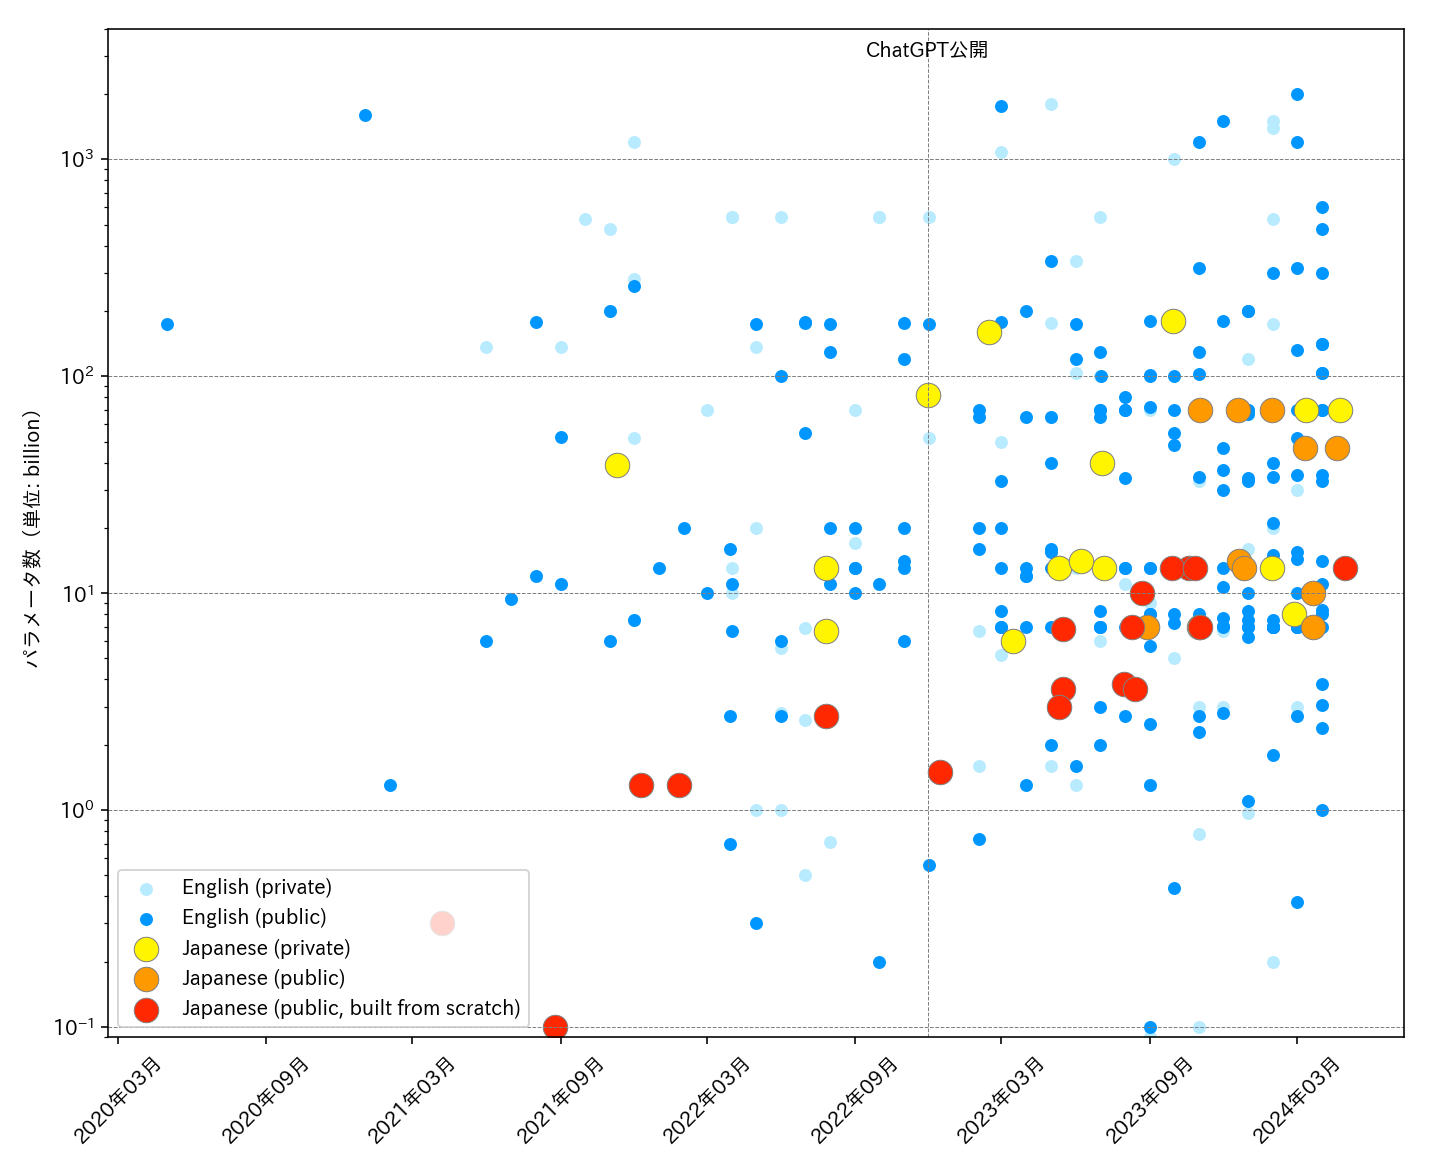 ChatGPT公開
10³
10²
10¹
10⁰
10⁻¹
パラメータ数（単位: billion）
English (private)
English (public)
Japanese (private)
Japanese (public)
Japanese (public, built from scratch)
2020年03月
2020年09月
2021年03月
2021年09月
2022年03月
2022年09月
2023年03月
2023年09月
2024年03月